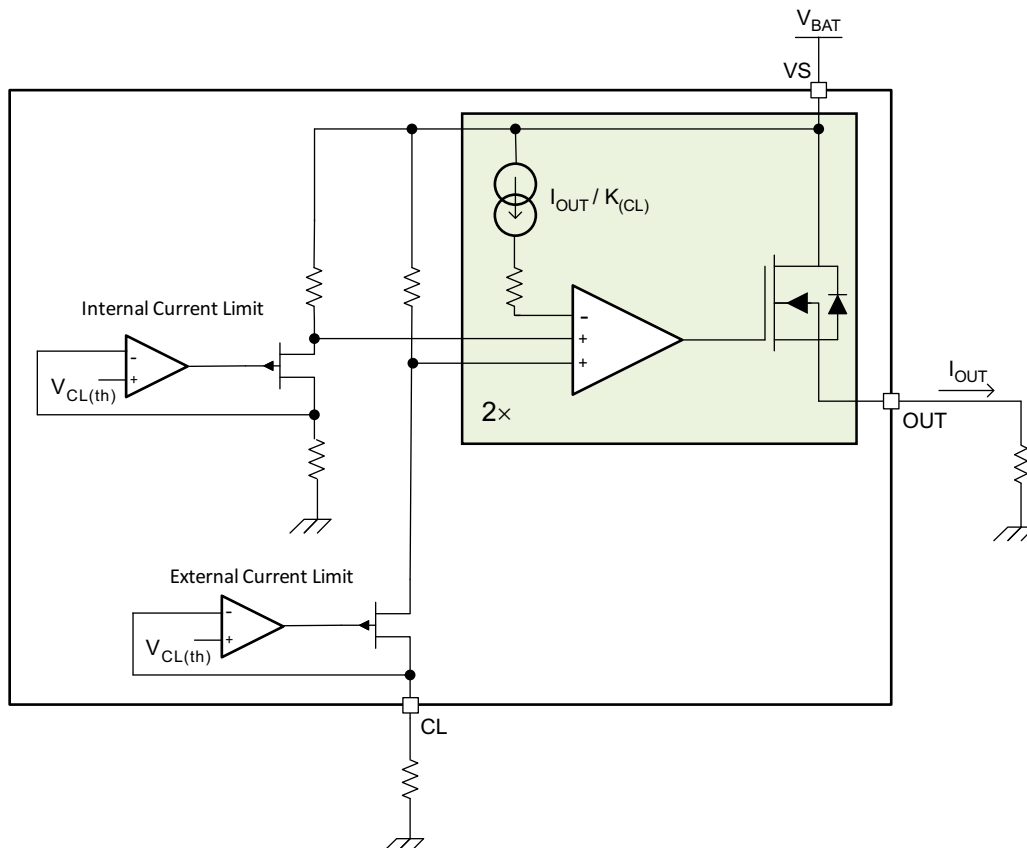 V_BAT
VS
I_OUT / K_(CL)
Internal Current Limit
-
+
V_CL(th)
-
+
+
2×
I_OUT
OUT
External Current Limit
-
+
V_CL(th)
CL